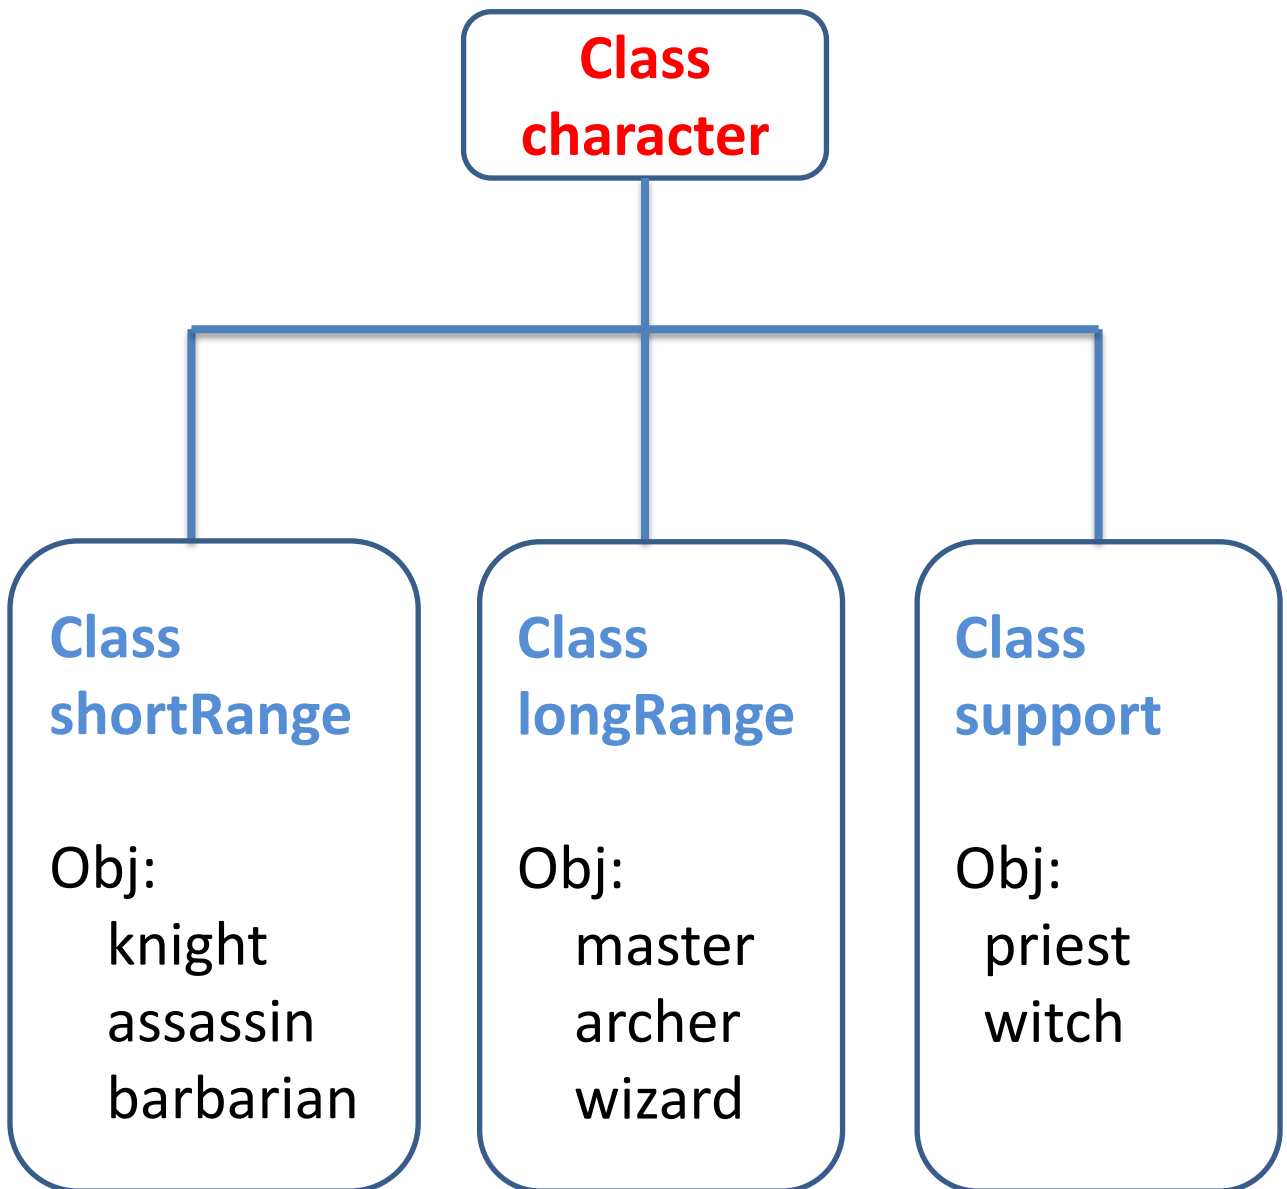 Class
character
Class
shortRange
Obj:
knight
assassin
barbarian
Class
longRange
Obj:
master
archer
wizard
Class
support
Obj:
priest
witch